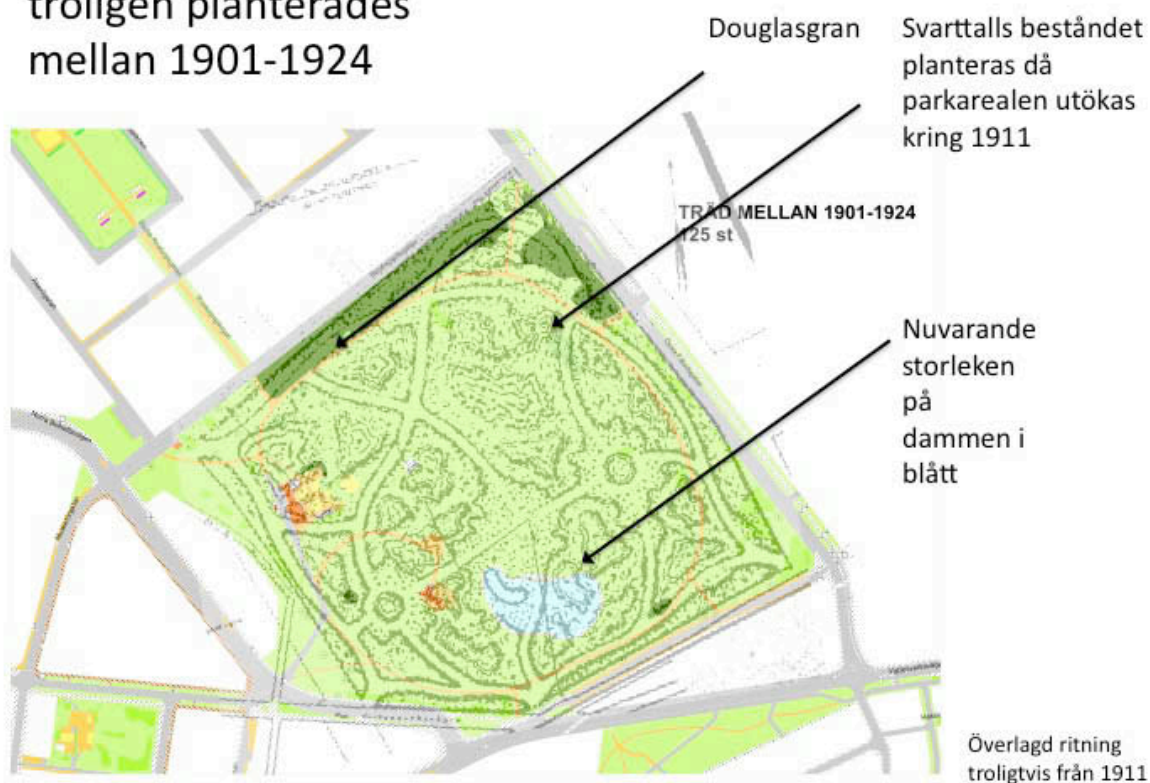 troligen planterades
mellan 1901-1924
Douglasgran
Svarttalls beståndet
planteras då
parkarealen utökas
kring 1911
TRÄD MELLAN 1901-1924
125 st
Nuvarande
storleken
på
dammen i
blått
Överlagd ritning
troligtvis från 1911